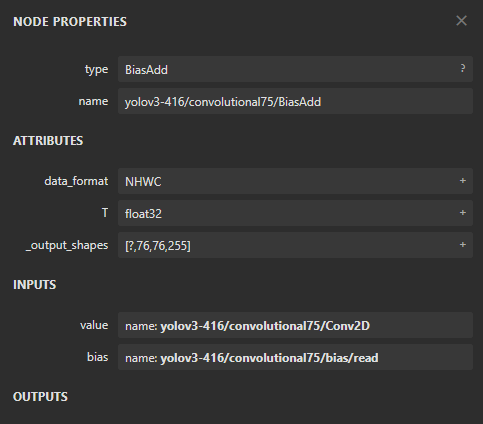 NODE PROPERTIES ×
type BiasAdd ?
name yolov3-416/convolutional75/BiasAdd
ATTRIBUTES
data_format NHWC +
T float32 +
_output_shapes [?,76,76,255] +
INPUTS
value name: yolov3-416/convolutional75/Conv2D
bias name: yolov3-416/convolutional75/bias/read
OUTPUTS